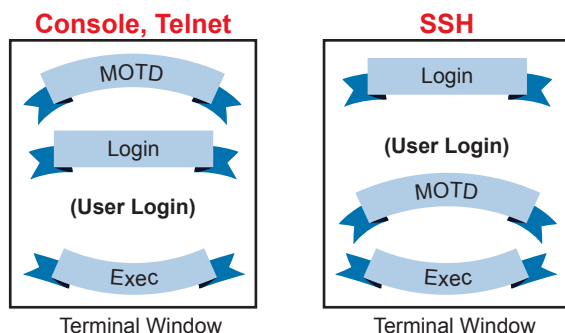 Console, Telnet
MOTD
Login
(User Login)
Exec
Terminal Window
SSH
Login
(User Login)
MOTD
Exec
Terminal Window